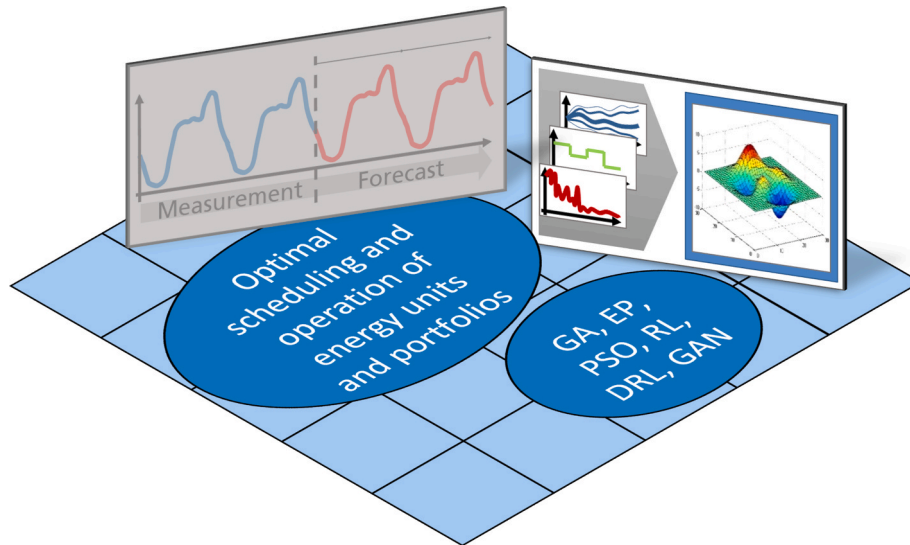 Measurement
Forecast
Optimal
scheduling and
operation of
energy units
and portfolios
GA, EP,
PSO, RL,
DRL, GAN